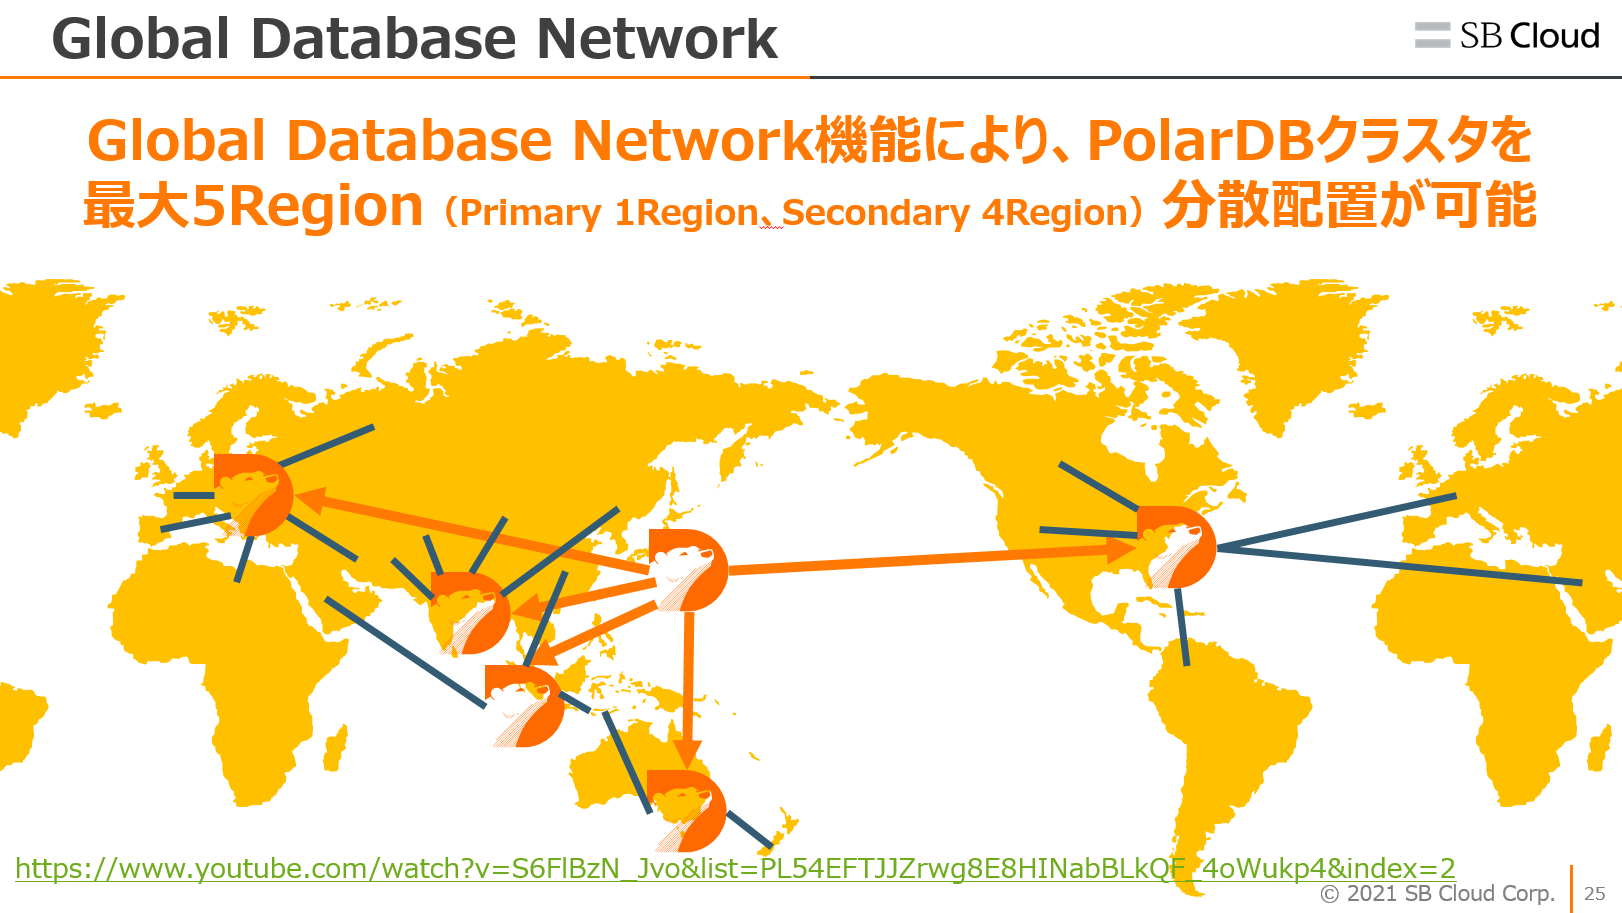 Global Database Network
SB Cloud
Global Database Network機能により、PolarDBクラスタを
最大5Region（Primary 1Region、Secondary 4Region）分散配置が可能
https://www.youtube.com/watch?v=S6FlBzN_Jvo&list=PL54EFTJJZrwg8E8HINabBLkQF_4oWukp4&index=2
© 2021 SB Cloud Corp.
25